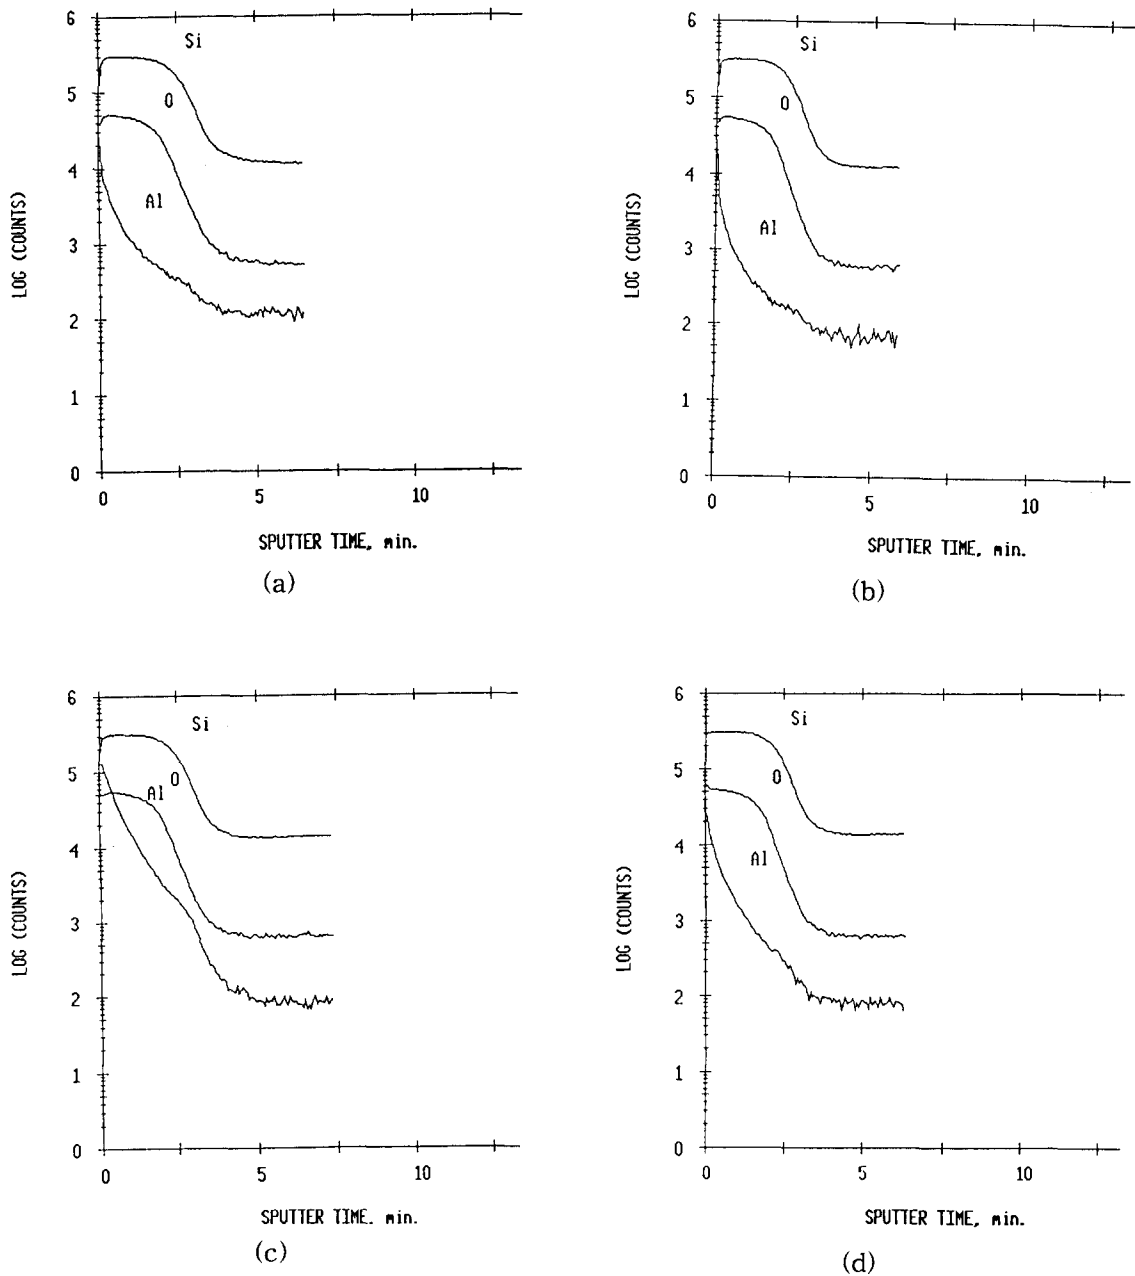 6
Si
5
O
4
Al
LOG (COUNTS)
3
2
1
0
0 5 10
SPUTTER TIME, min.
(a)
6
Si
5
O
4
Al
LOG (COUNTS)
3
2
1
0
0 5 10
SPUTTER TIME, min.
(b)
6
Si
5
O
Al
4
LOG (COUNTS)
3
2
1
0
0 5 10
SPUTTER TIME. min.
(c)
6
Si
5
O
4
Al
LOG (COUNTS)
3
2
1
0
0 5 10
SPUTTER TIME, min.
(d)